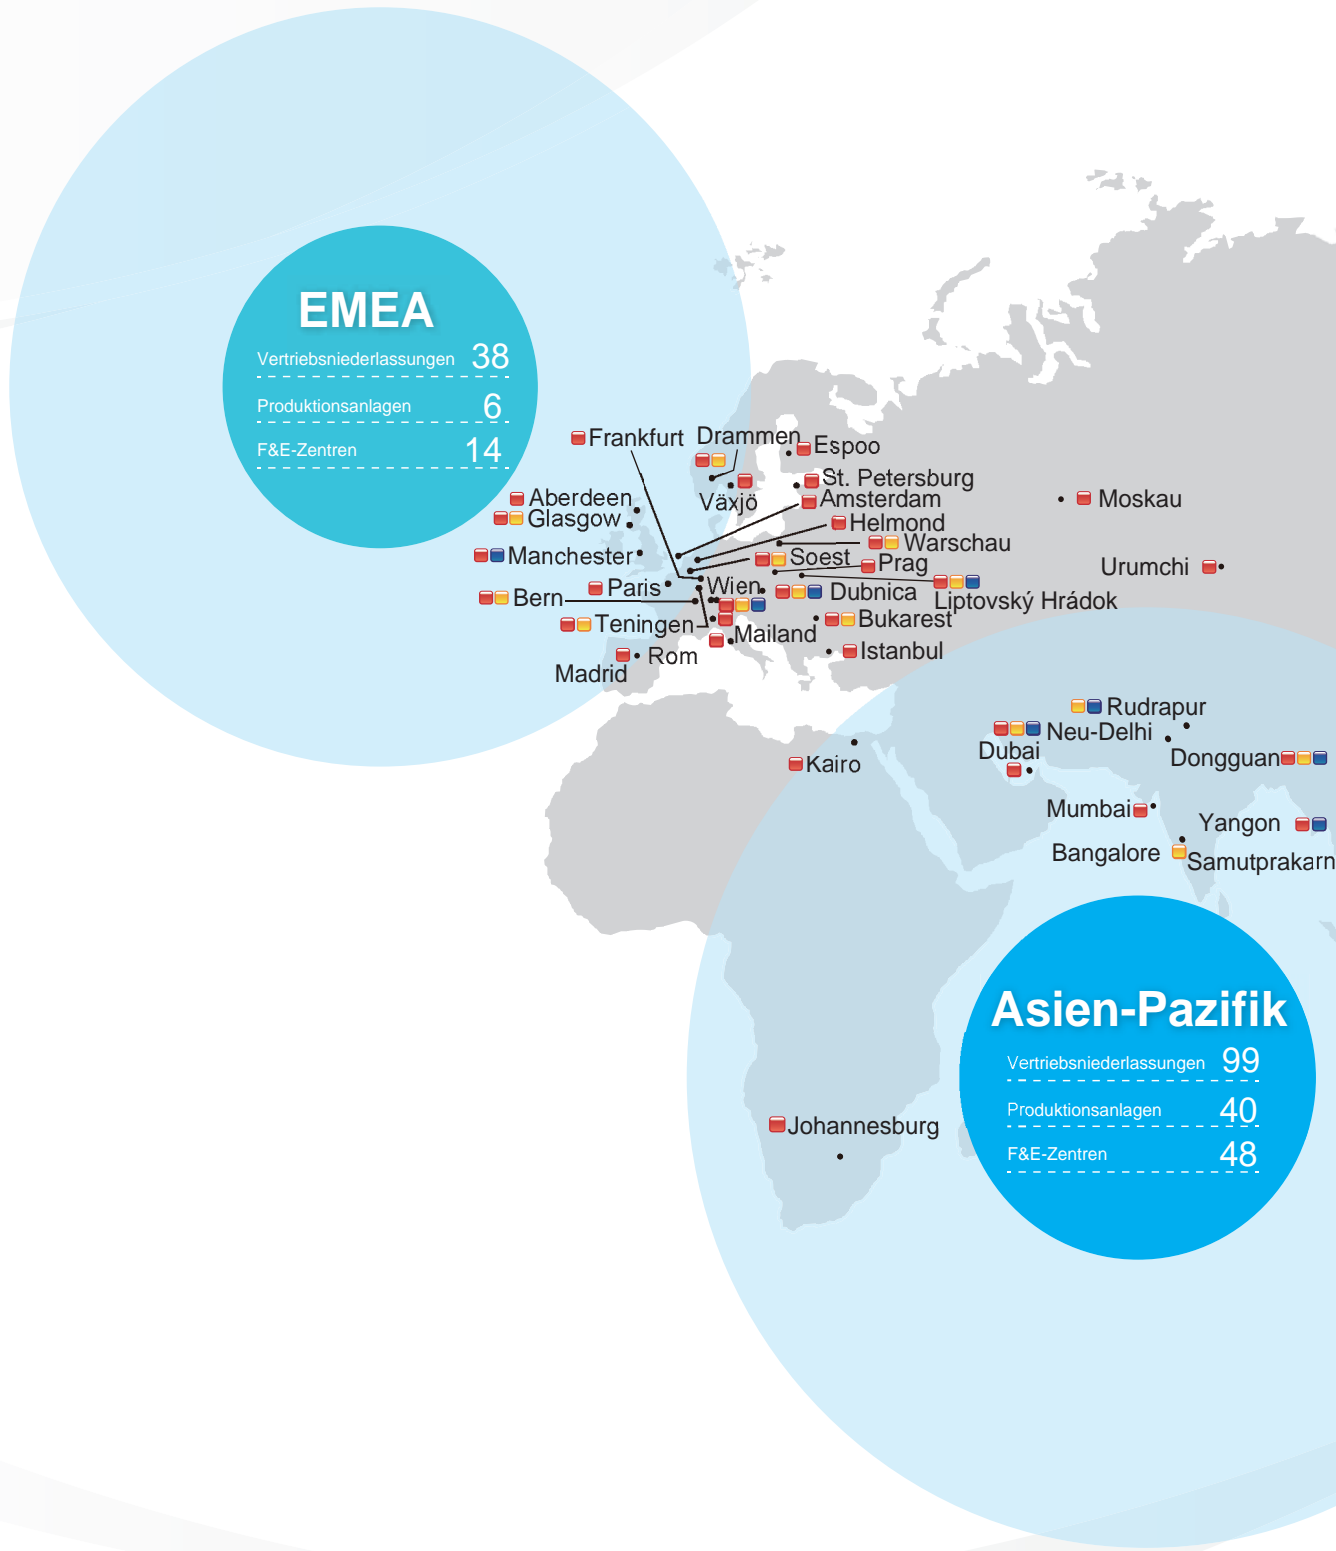 EMEA
Vertriebsniederlassungen 38
Produktionsanlagen 6
F&E-Zentren 14
Frankfurt
Drammen
Espoo
Aberdeen
Växjö
St. Petersburg
Amsterdam
Moskau
Glasgow
Helmond
Warschau
Manchester
Soest
Prag
Urumchi
Paris
Wien
Dubnica
Liptovský Hrádok
Bern
Teningen
Mailand
Bukarest
Madrid
Rom
Istanbul
Rudrapur
Neu-Delhi
Dubai
Dongguan
Kairo
Mumbai
Yangon
Bangalore
Samutprakarn
Asien-Pazifik
Vertriebsniederlassungen 99
Produktionsanlagen 40
F&E-Zentren 48
Johannesburg